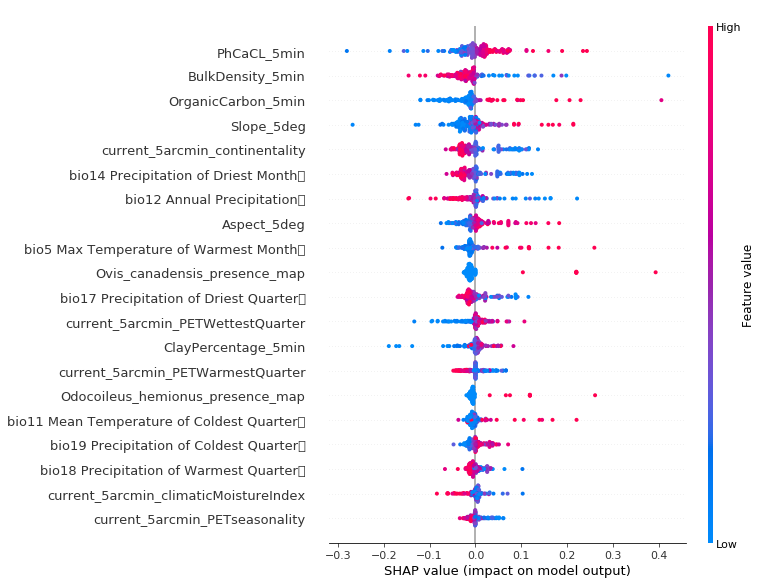 High
PhCaCL_5min
BulkDensity_5min
OrganicCarbon_5min
Slope_5deg
current_5arcmin_continentality
bio14 Precipitation of Driest Month
bio12 Annual Precipitation
Aspect_5deg
bio5 Max Temperature of Warmest Month
Ovis_canadensis_presence_map
bio17 Precipitation of Driest Quarter
current_5arcmin_PETWettestQuarter
ClayPercentage_5min
current_5arcmin_PETWarmestQuarter
Odocoileus_hemionus_presence_map
bio11 Mean Temperature of Coldest Quarter
bio19 Precipitation of Coldest Quarter
bio18 Precipitation of Warmest Quarter
current_5arcmin_climaticMoistureIndex
current_5arcmin_PETseasonality
Feature value
Low
−0.3 −0.2 −0.1 0.0 0.1 0.2 0.3 0.4
SHAP value (impact on model output)